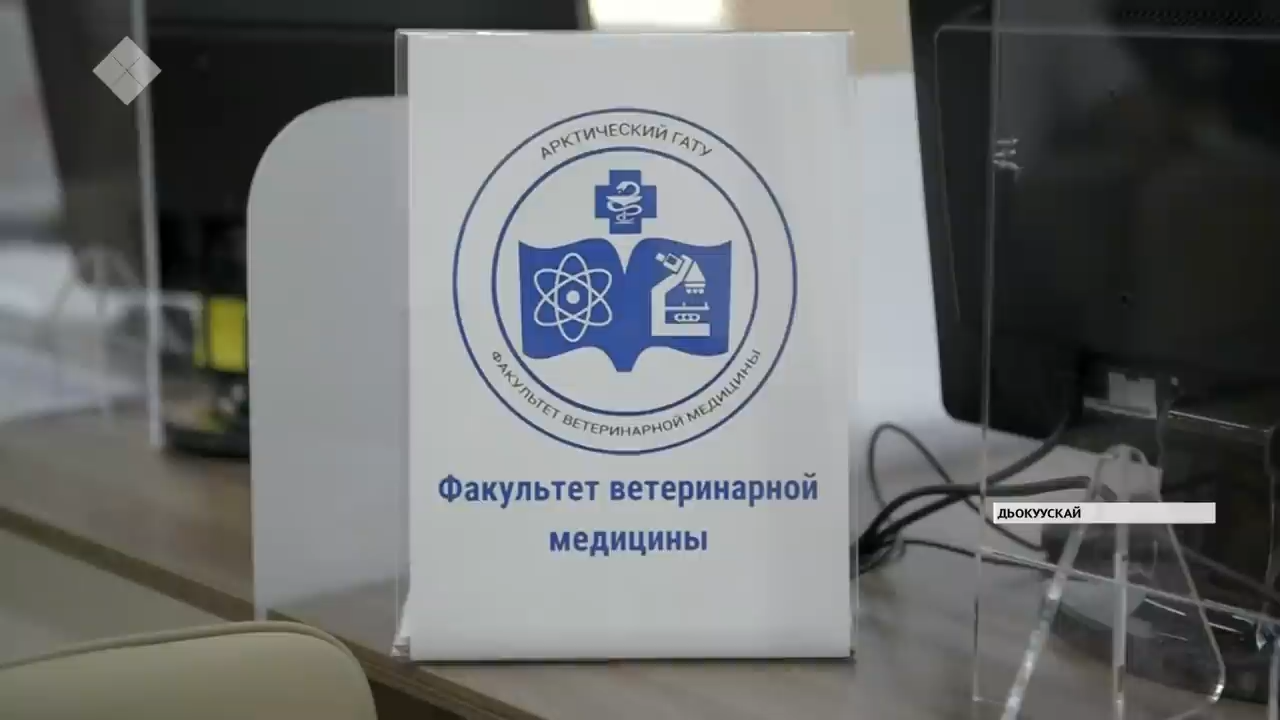 АРКТИЧЕСКИЙ ГАТУ
ФАКУЛЬТЕТ ВЕТЕРИНАРНОЙ МЕДИЦИНЫ
Факультет ветеринарной
медицины
ДЬОКУУСКАЙ